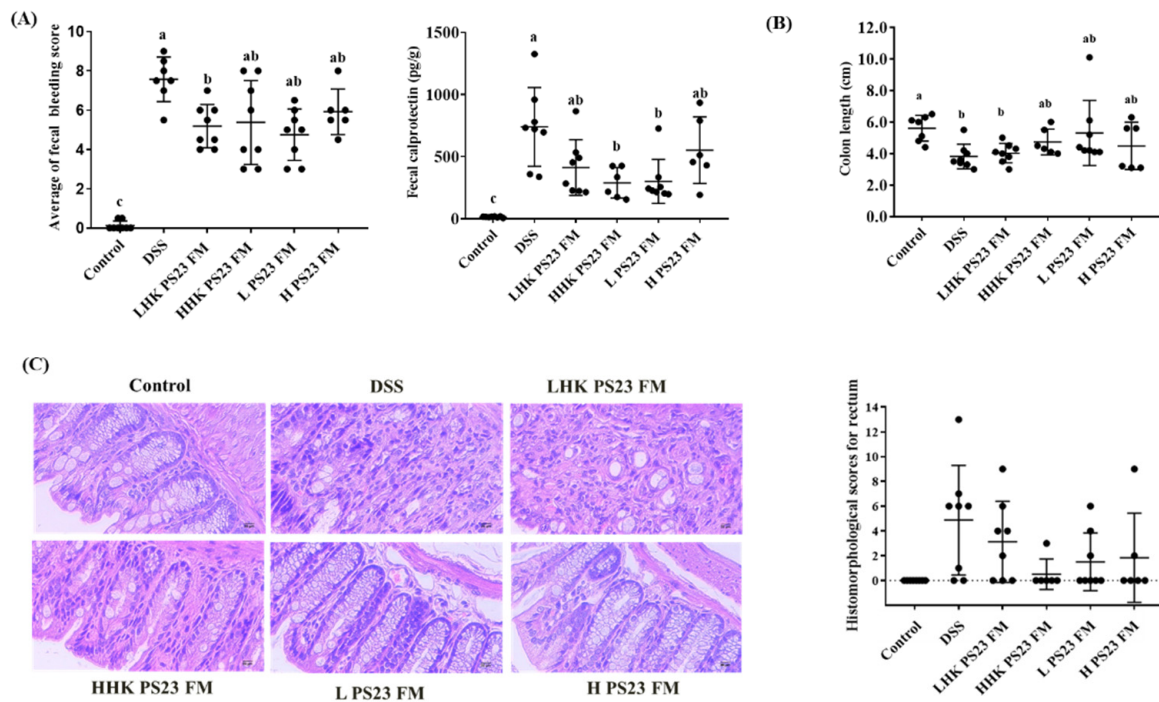 (A)
Average of fecal bleeding score
10
8
6
4
2
0
a
b
ab
ab
ab
c
Control
DSS
LHK PS23 FM
HHK PS23 FM
L PS23 FM
H PS23 FM
Fecal calprotectin (pg/g)
1500
1000
500
0
a
ab
b
b
ab
c
Control
DSS
LHK PS23 FM
HHK PS23 FM
L PS23 FM
H PS23 FM
(B)
Colon length (cm)
10.0
8.0
6.0
4.0
2.0
0.0
a
b
b
ab
ab
ab
Control
DSS
LHK PS23 FM
HHK PS23 FM
L PS23 FM
H PS23 FM
(C)
Control
DSS
LHK PS23 FM
HHK PS23 FM
L PS23 FM
H PS23 FM
Histomorphological scores for rectum
14
12
10
8
6
4
2
0
Control
DSS
LHK PS23 FM
HHK PS23 FM
L PS23 FM
H PS23 FM